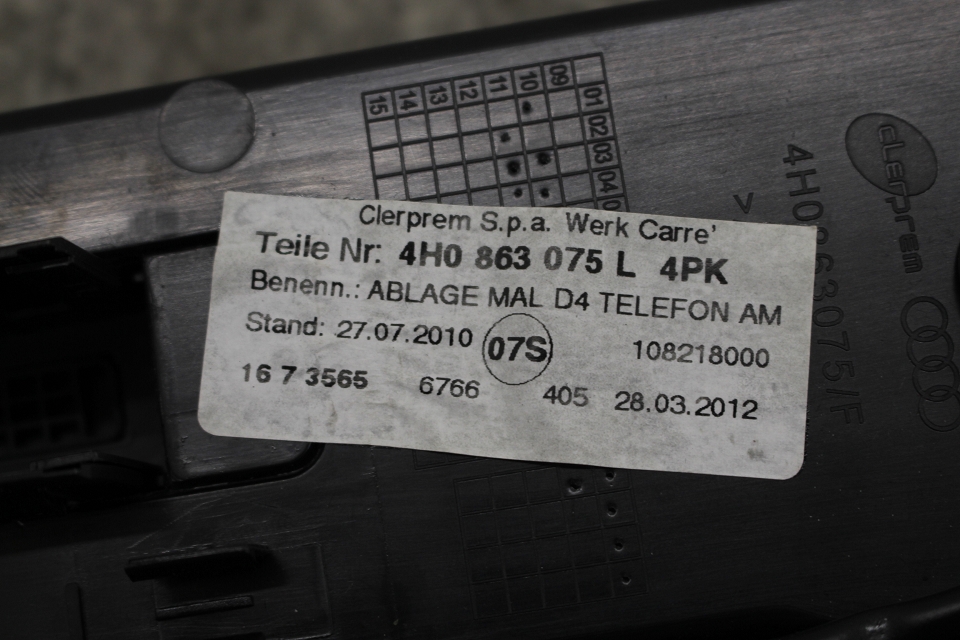 15 14 13 12 11 10 09
01
02
03
04
Clerprem S.p.a. Werk Carre'
Teile Nr: 4H0 863 075 L 4PK
Benenn.: ABLAGE MAL D4 TELEFON AM
Stand: 27.07.2010 07S 108218000
16 7 3565 6766 405 28.03.2012
CLERPREM
clerprem
4H0863075/F